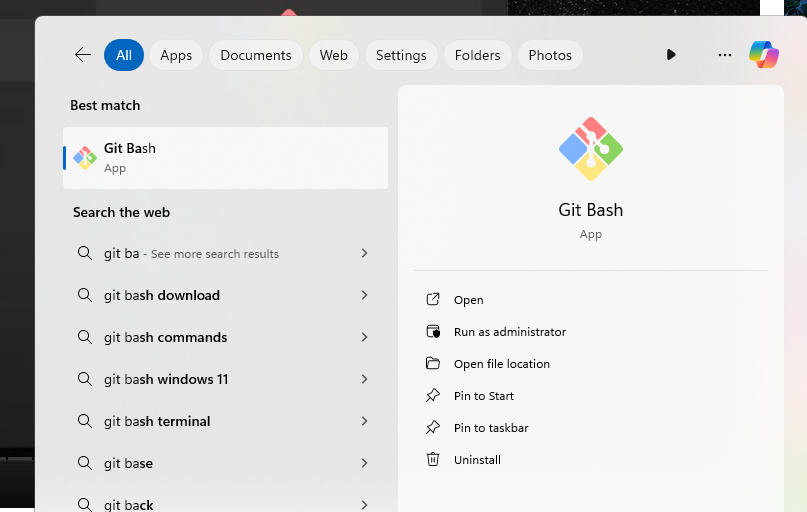 All Apps Documents Web Settings Folders Photos
Best match
Git Bash
App
Search the web
git ba - See more search results
git bash download
git bash commands
git bash windows 11
git bash terminal
git base
git back
Git Bash
App
Open
Run as administrator
Open file location
Pin to Start
Pin to taskbar
Uninstall